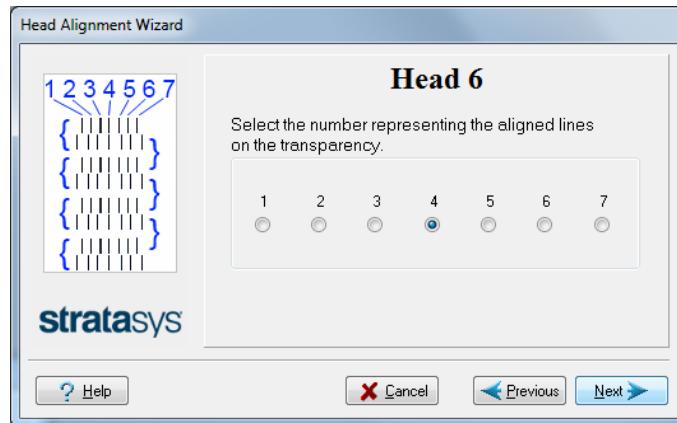 Head Alignment Wizard
1 2 3 4 5 6 7
Head 6
Select the number representing the aligned lines
on the transparency.
1 2 3 4 5 6 7
stratasys
Help
Cancel
Previous
Next